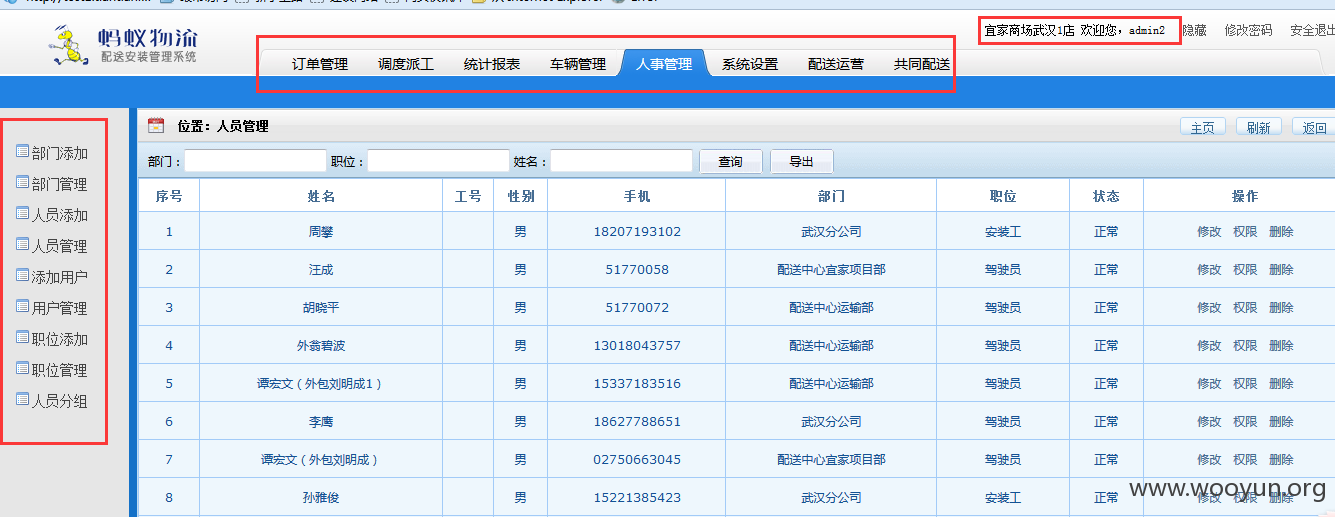 蚂蚁物流
配送安装管理系统
宜家商场武汉1店 欢迎您，admin2 隐藏 修改密码 安全退出
订单管理 调度派工 统计报表 车辆管理 人事管理 系统设置 配送运营 共同配送
部门添加
部门管理
人员添加
人员管理
添加用户
用户管理
职位添加
职位管理
人员分组
位置：人员管理 主页 刷新 返回
部门： 职位： 姓名： 查询 导出
序号 姓名 工号 性别 手机 部门 职位 状态 操作
1 周攀 男 18207193102 武汉分公司 安装工 正常 修改 权限 删除
2 汪成 男 51770058 配送中心宜家项目部 驾驶员 正常 修改 权限 删除
3 胡晓平 男 51770072 配送中心运输部 驾驶员 正常 修改 权限 删除
4 外翁碧波 男 13018043757 配送中心运输部 驾驶员 正常 修改 权限 删除
5 谭宏文（外包刘明成1） 男 15337183516 配送中心运输部 驾驶员 正常 修改 权限 删除
6 李鹰 男 18627788651 武汉分公司 驾驶员 正常 修改 权限 删除
7 谭宏文（外包刘明成） 男 02750663045 配送中心宜家项目部 驾驶员 正常 修改 权限 删除
8 孙雅俊 男 15221385423 武汉分公司 安装工 正常 修改 权限 删除
www.wooyun.org